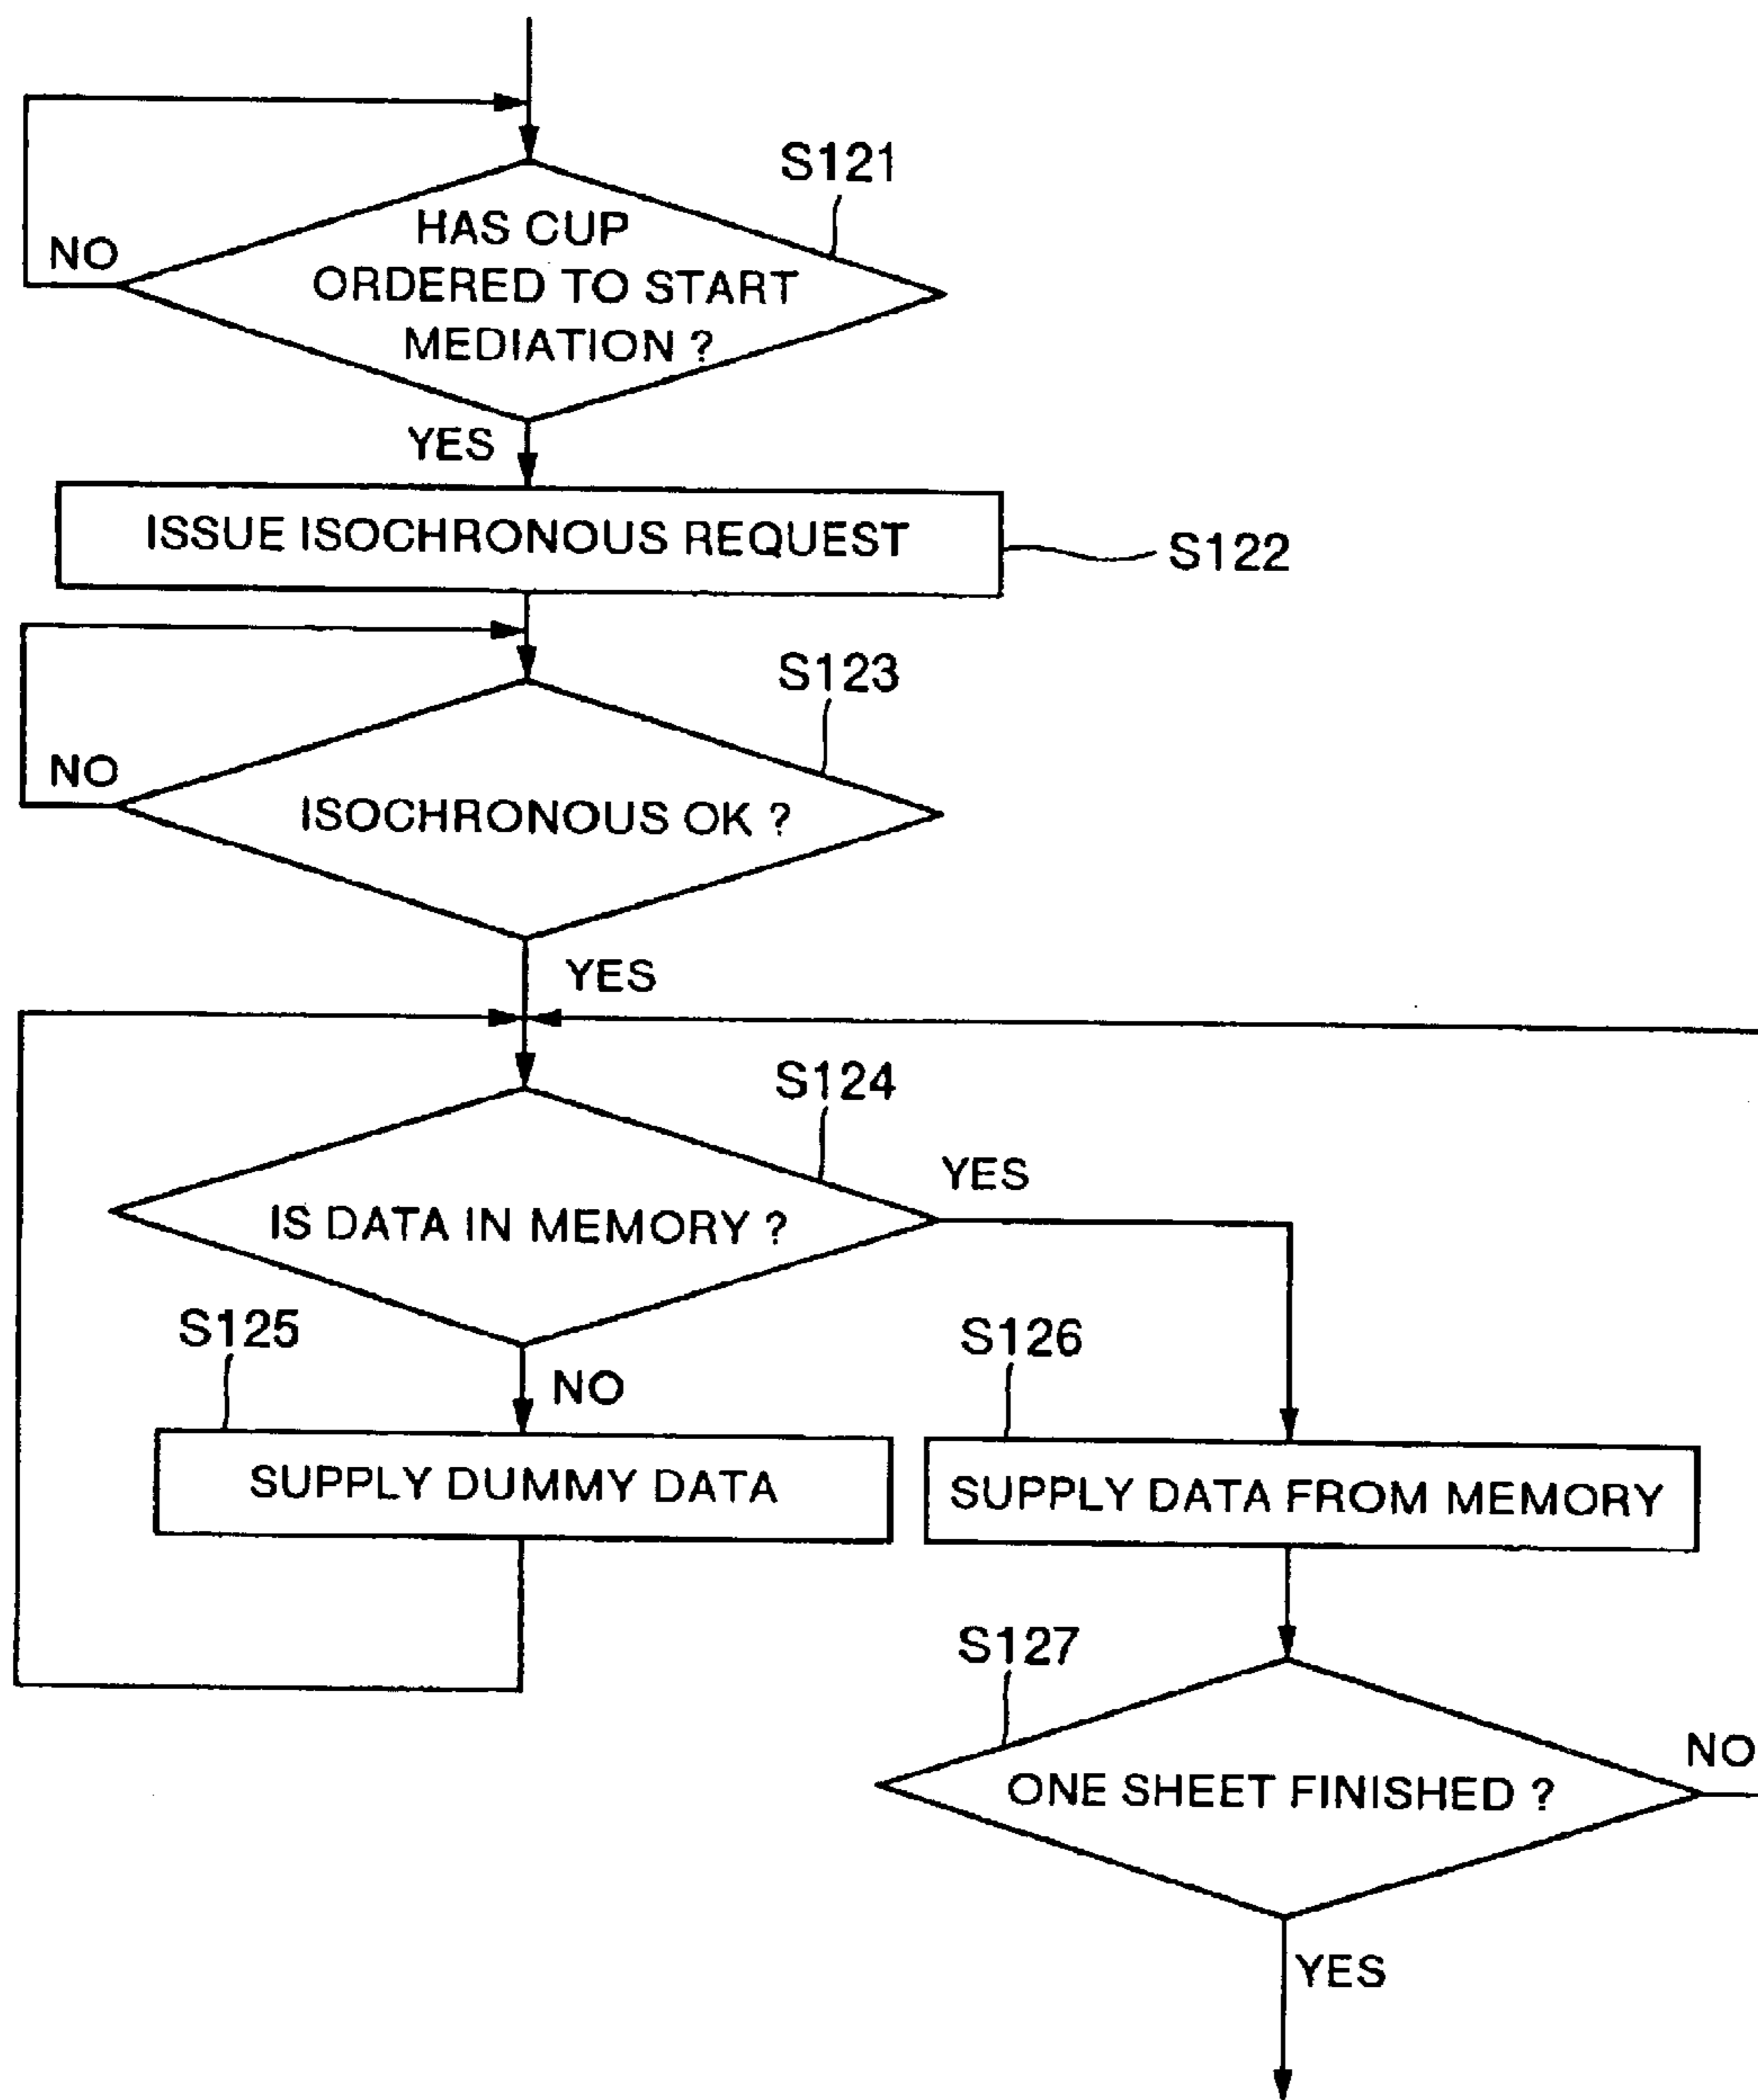 S121
HAS CUP
ORDERED TO START
MEDIATION ?
NO
YES
ISSUE ISOCHRONOUS REQUEST
S122
S123
NO
ISOCHRONOUS OK ?
YES
S124
YES
IS DATA IN MEMORY ?
S125
NO
S126
SUPPLY DUMMY DATA
SUPPLY DATA FROM MEMORY
S127
NO
ONE SHEET FINISHED ?
YES